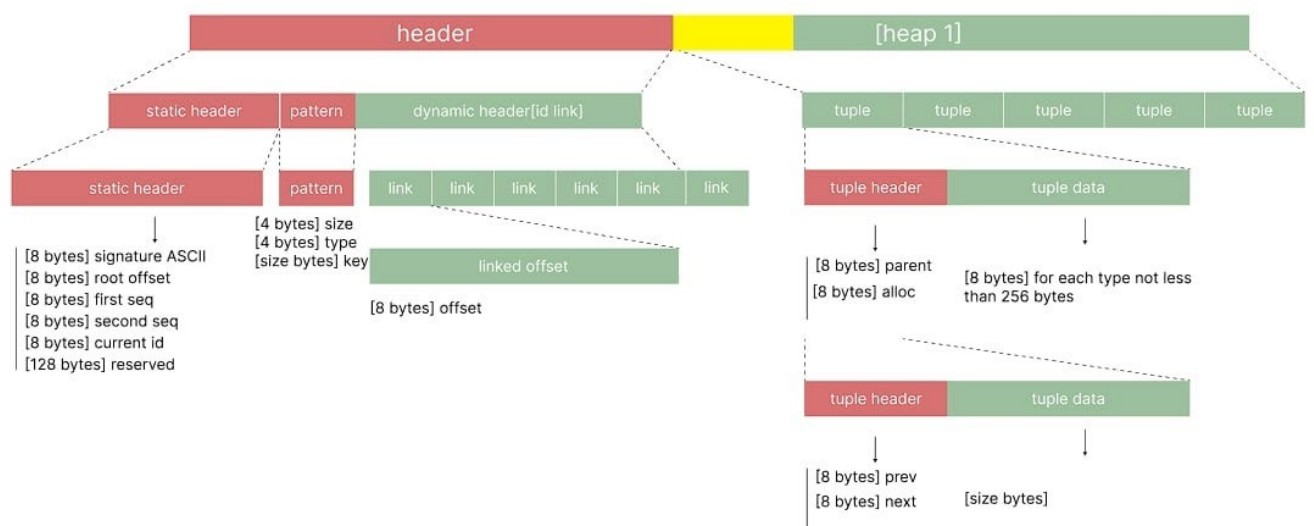 header
[heap 1]
static header
pattern
dynamic header[id link]
tuple
tuple
tuple
tuple
tuple
static header
pattern
link
link
link
link
link
link
tuple header
tuple data
[4 bytes] size
[4 bytes] type
[size bytes] key
linked offset
[8 bytes] offset
[8 bytes] signature ASCII
[8 bytes] root offset
[8 bytes] first seq
[8 bytes] second seq
[8 bytes] current id
[128 bytes] reserved
[8 bytes] parent
[8 bytes] alloc
[8 bytes] for each type not less
than 256 bytes
tuple header
tuple data
[8 bytes] prev
[8 bytes] next
[size bytes]